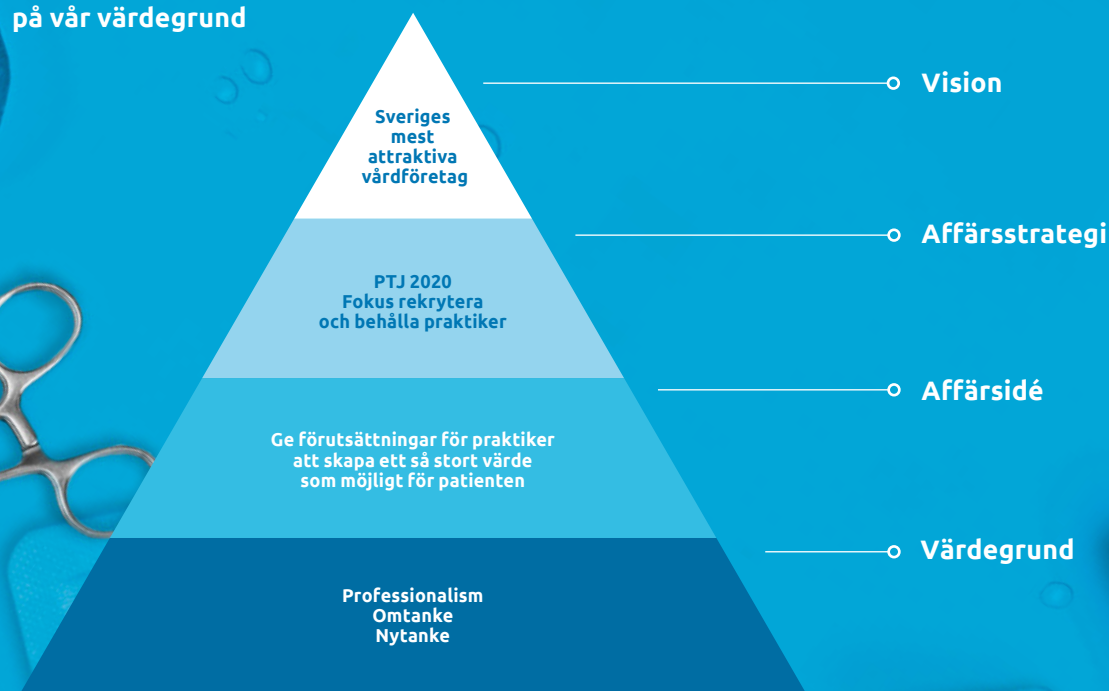 på vår värdegrund
Sveriges
mest
attraktiva
vårdföretag
Vision
PTJ 2020
Fokus rekrytera
och behålla praktiker
Affärsstrategi
Ge förutsättningar för praktiker
att skapa ett så stort värde
som möjligt för patienten
Affärsidé
Professionalism
Omtanke
Nytanke
Värdegrund